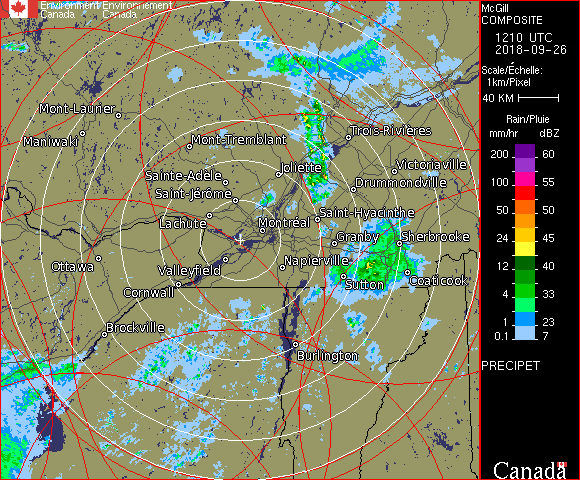 Environment Environnement
Canada Canada
McGill
COMPOSITE
1210 UTC
2018-09-26
Scale/Échelle:
1km/Pixel
40 KM
Rain/Pluie
mm/hr dBZ
200 60
100 55
50 50
24 45
12 40
4 33
1 23
0.1 7
PRECIPET
Canada
Mont-Laurier
Maniwaki
Mont-Tremblant
Trois-Rivières
Sainte-Adèle
Joliette
Victoriaville
Saint-Jérôme
Drummondville
Lachute
Montréal
Saint-Hyacinthe
Granby
Sherbrooke
Ottawa
Valleyfield
Napierville
Cornwall
Sutton
Coaticook
Brockville
Burlington